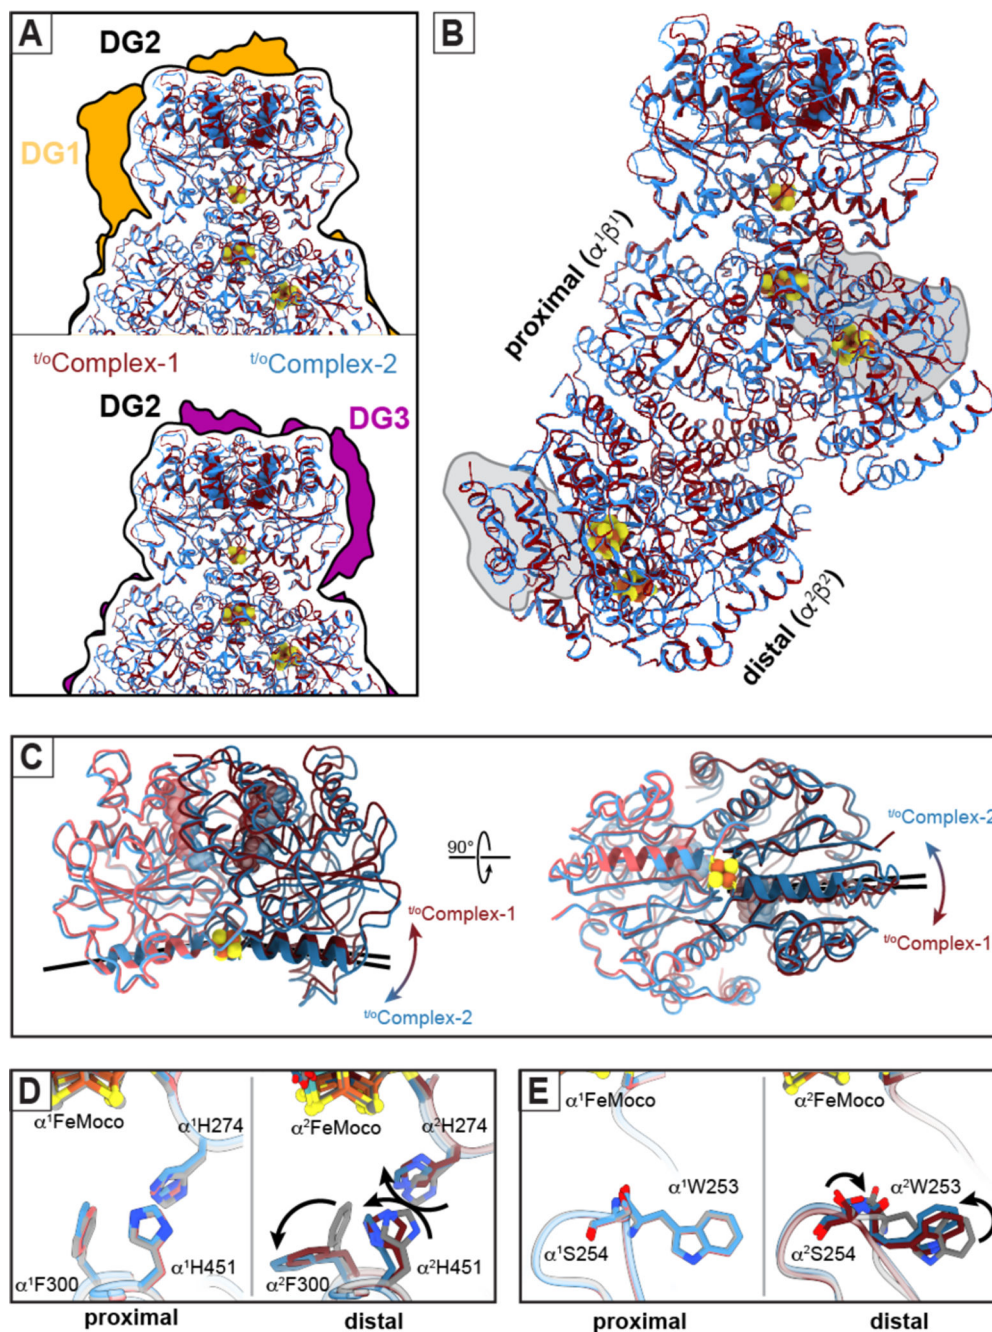 A
DG2
DG1
t/oComplex-1 t/oComplex-2
DG2
DG3
B
proximal (α¹β¹)
distal (α²β²)
C
t/oComplex-1
t/oComplex-2
90°
t/oComplex-2
t/oComplex-1
D
α¹FeMoco
α¹H274
α¹F300
α¹H451
proximal
α²FeMoco
α²H274
α²F300
α²H451
distal
E
α¹FeMoco
α¹W253
α¹S254
proximal
α²FeMoco
α²W253
α²S254
distal